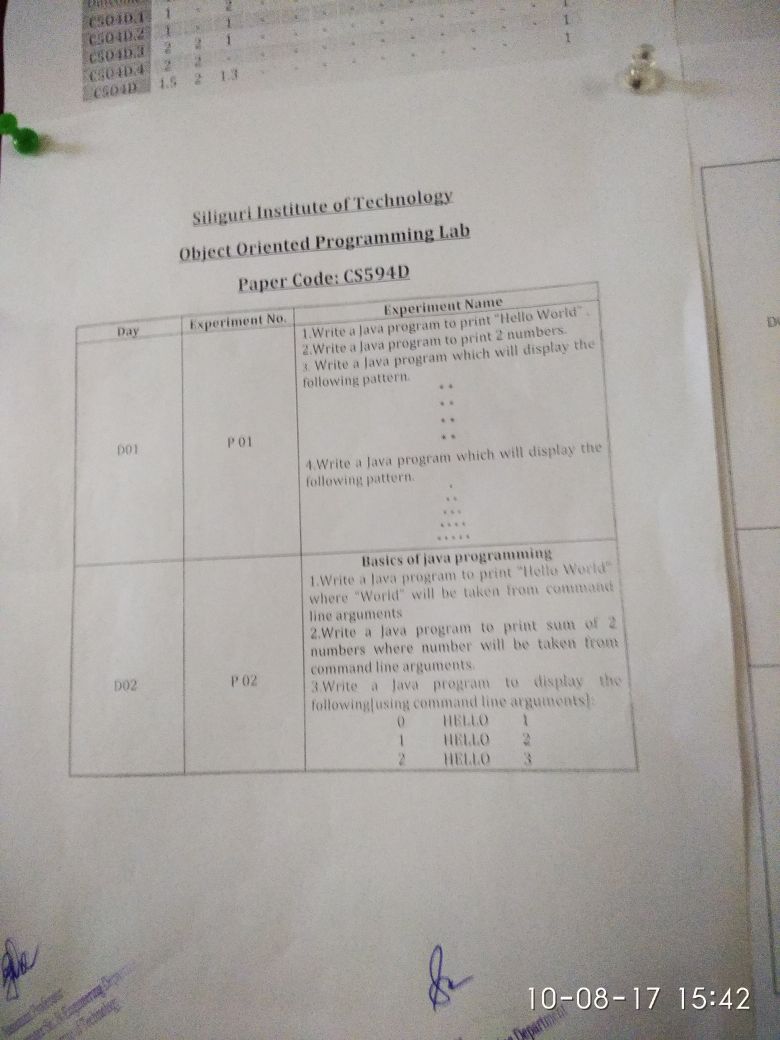 CS04D.1 1 - 2 - - - - - - - - 1
CS04D.2 1 - 1 - - - - - - - - 1
CS04D.3 2 2 1 - - - - - - - - 1
CS04D.4 2 2 - - - - - - - -
CS04D 1.5 2 1.3 - - - - - - - -
Siliguri Institute of Technology
Object Oriented Programming Lab
Paper Code: CS594D
Day Experiment No. Experiment Name
D01 P 01
1.Write a Java program to print "Hello World" .
2.Write a Java program to print 2 numbers.
3. Write a Java program which will display the
following pattern.
* *
* *
* *
* *
4.Write a Java program which will display the
following pattern.
*
* *
* * *
* * * *
* * * * *
D02 P 02
Basics of java programming
1.Write a Java program to print "Hello World"
where "World" will be taken from command
line arguments
2.Write a Java program to print sum of 2
numbers where number will be taken from
command line arguments.
3.Write a Java program to display the
following[using command line arguments]:
0 HELLO 1
1 HELLO 2
2 HELLO 3
Engineering Department
of Technology
Department
10-08-17 15:42